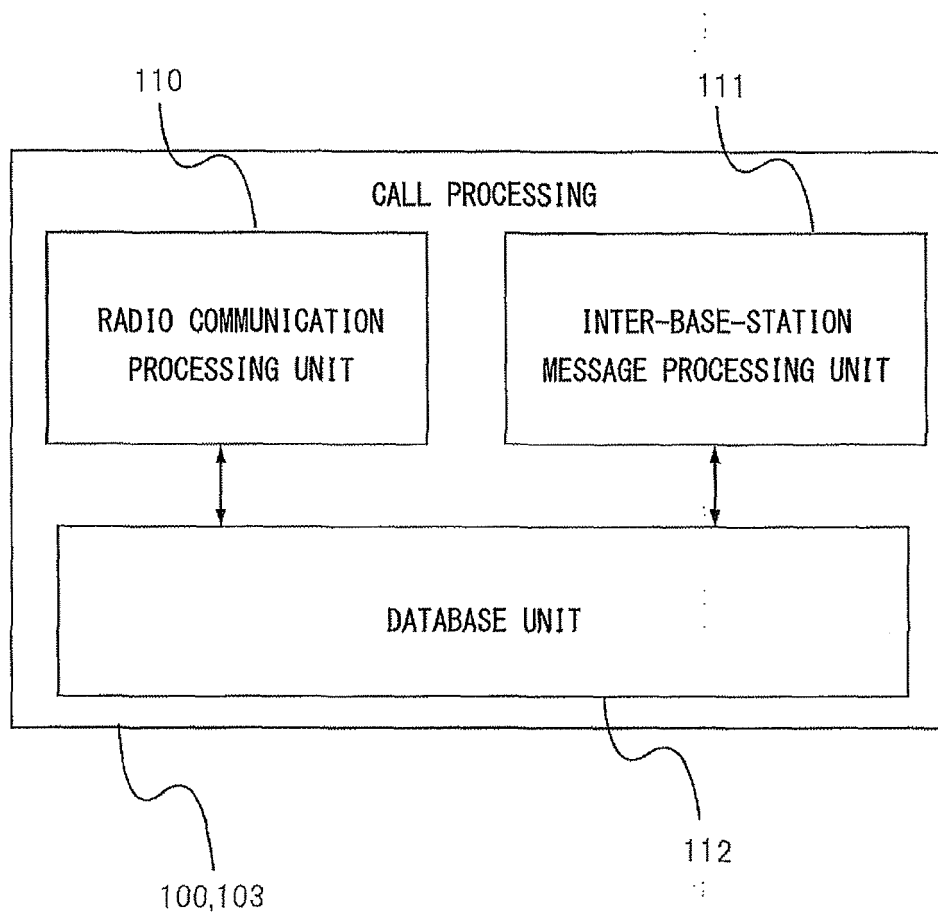 110
111
CALL PROCESSING
RADIO COMMUNICATION
PROCESSING UNIT
INTER-BASE-STATION
MESSAGE PROCESSING UNIT
DATABASE UNIT
112
100,103